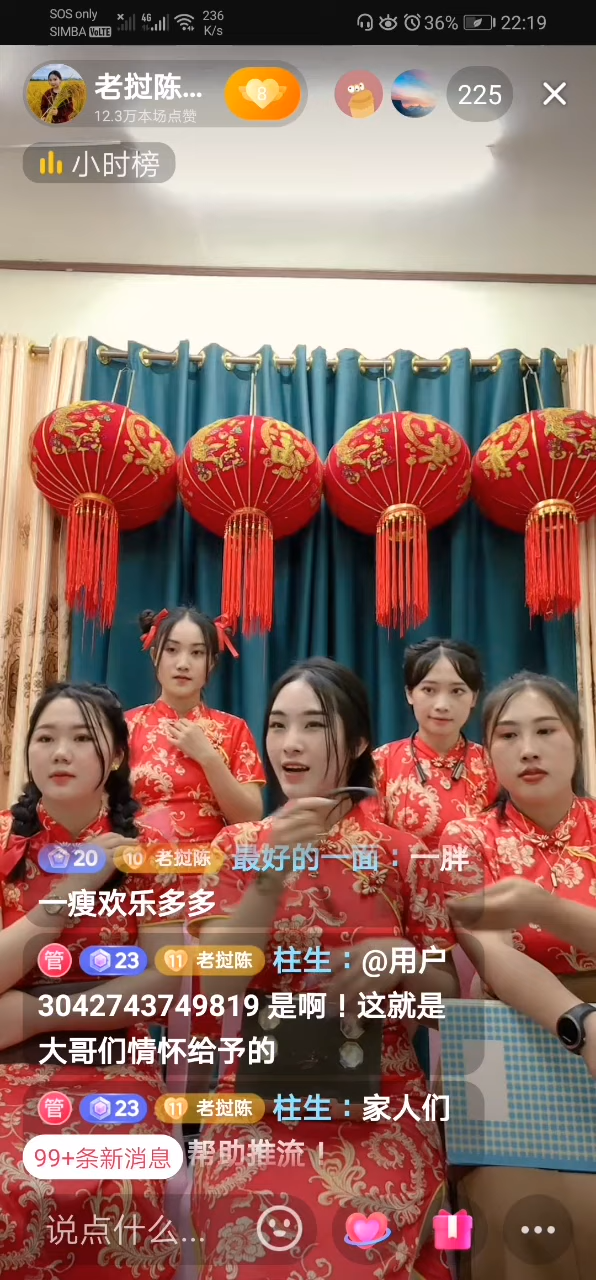 SOS only
SIMBA VoLTE
4G
236
K/s
36%
22:19
老挝陈...
12.3万本场点赞
8
225
小时榜
20 10 老挝陈 最好的一面：一胖
一瘦欢乐多多
管 23 11 老挝陈 柱生：@用户
3042743749819 是啊！这就是
大哥们情怀给予的
管 23 11 老挝陈 柱生：家人们
帮助推流！
99+条新消息
说点什么...